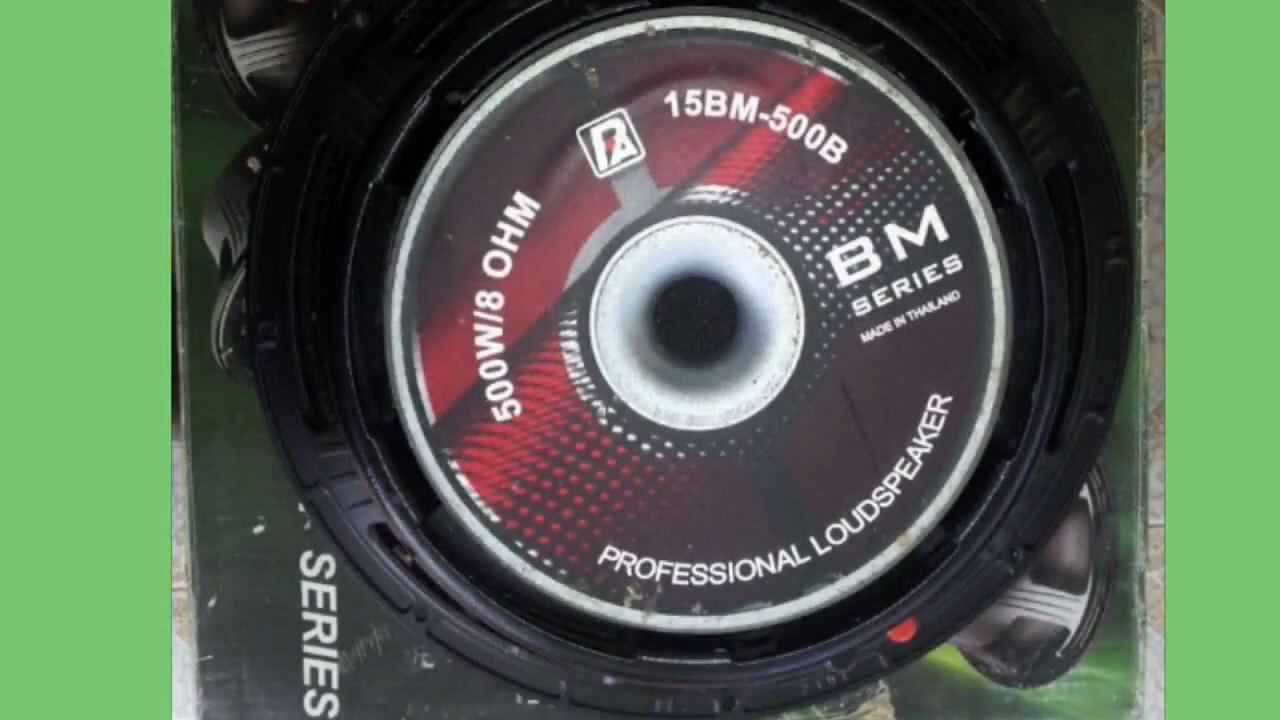 15BM-500B
500W/8 OHM
BM
SERIES
MADE IN THAILAND
PROFESSIONAL LOUDSPEAKER
SERIES